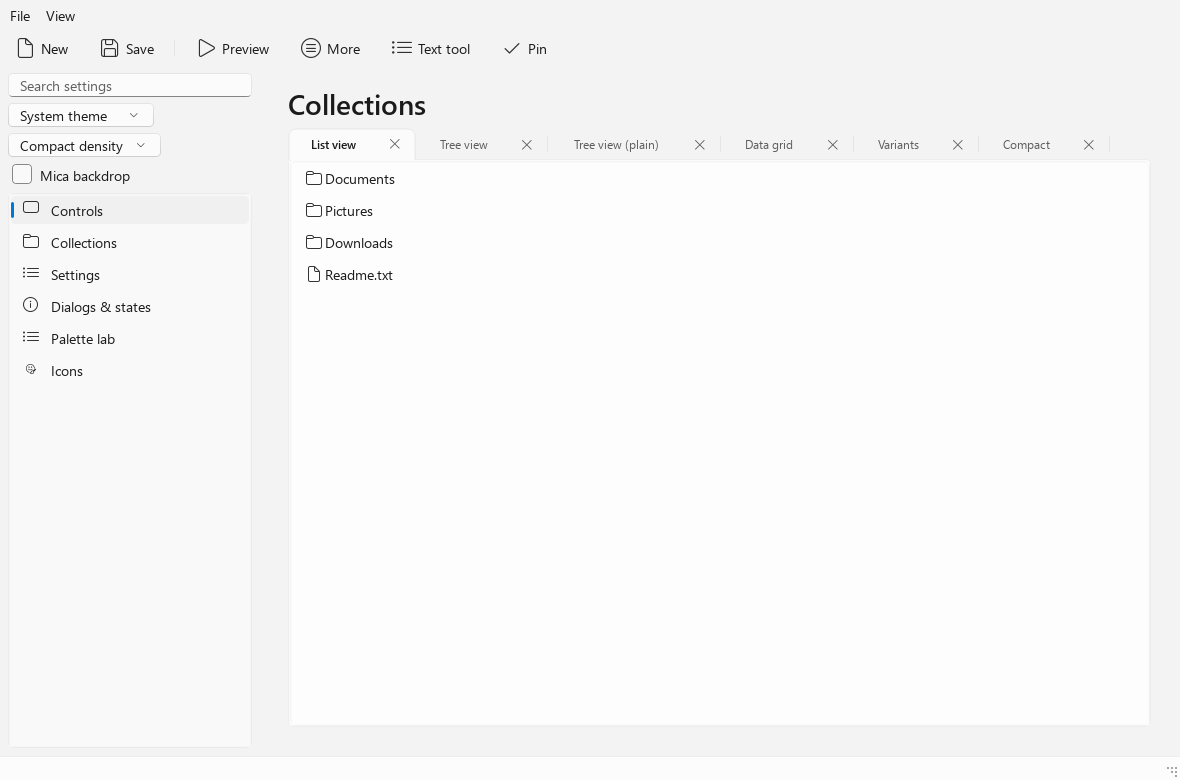 File View
New Save Preview More Text tool Pin
Search settings
System theme
Compact density
Mica backdrop
Controls
Collections
Settings
Dialogs & states
Palette lab
Icons
Collections
List view Tree view Tree view (plain) Data grid Variants Compact
Documents
Pictures
Downloads
Readme.txt